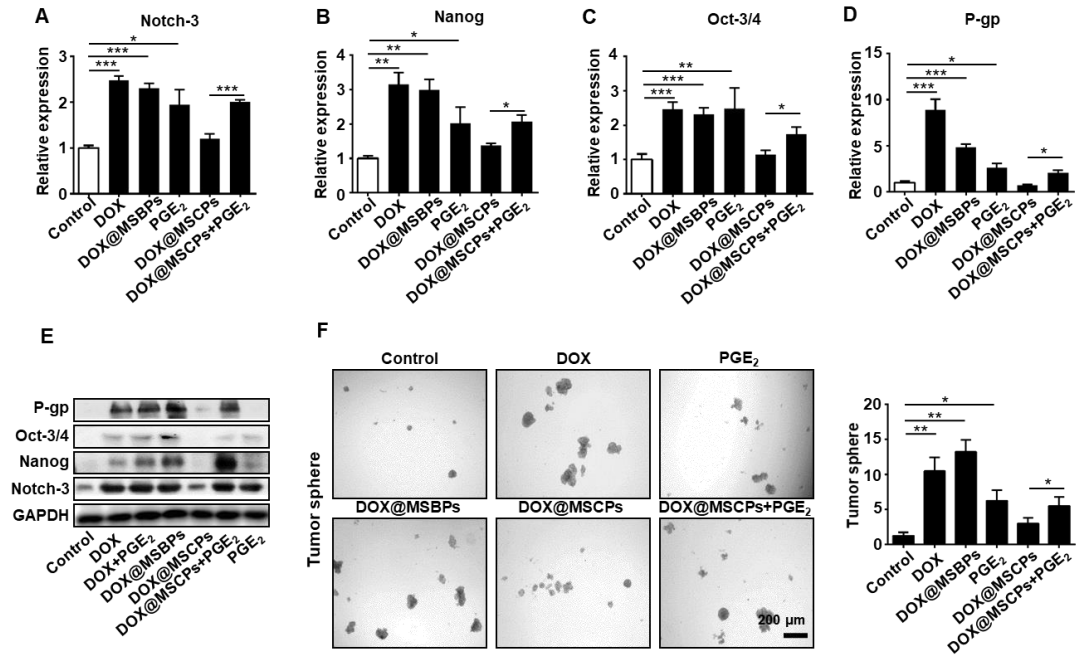 A
Notch-3
Relative expression
3
2
1
0
*
***
***
***
Control
DOX
DOX@MSBPs
PGE2
DOX@MSCPs
DOX@MSCPs+PGE2
B
Nanog
Relative expression
4
3
2
1
0
*
**
**
*
Control
DOX
DOX@MSBPs
PGE2
DOX@MSCPs
DOX@MSCPs+PGE2
C
Oct-3/4
Relative expression
4
3
2
1
0
**
***
***
*
Control
DOX
DOX@MSBPs
PGE2
DOX@MSCPs
DOX@MSCPs+PGE2
D
P-gp
Relative expression
15
10
5
0
*
***
***
*
Control
DOX
DOX@MSBPs
PGE2
DOX@MSCPs
DOX@MSCPs+PGE2
E
P-gp
Oct-3/4
Nanog
Notch-3
GAPDH
Control
DOX
DOX+PGE2
DOX@MSBPs
DOX@MSCPs
DOX@MSCPs+PGE2
PGE2
F
Tumor sphere
Control
DOX
PGE2
DOX@MSBPs
DOX@MSCPs
DOX@MSCPs+PGE2
200 μm
Tumor sphere
20
15
10
5
0
*
**
**
*
Control
DOX
DOX@MSBPs
PGE2
DOX@MSCPs
DOX@MSCPs+PGE2